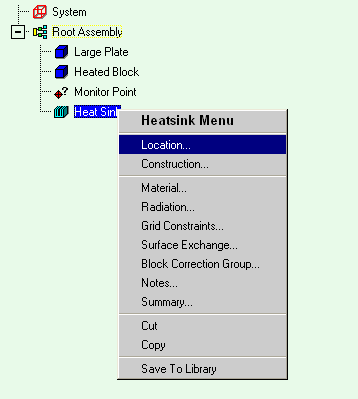 System
Root Assembly
Large Plate
Heated Block
Monitor Point
Heat Sink
Heatsink Menu
Location...
Construction...
Material...
Radiation...
Grid Constraints...
Surface Exchange...
Block Correction Group...
Notes...
Summary...
Cut
Copy
Save To Library